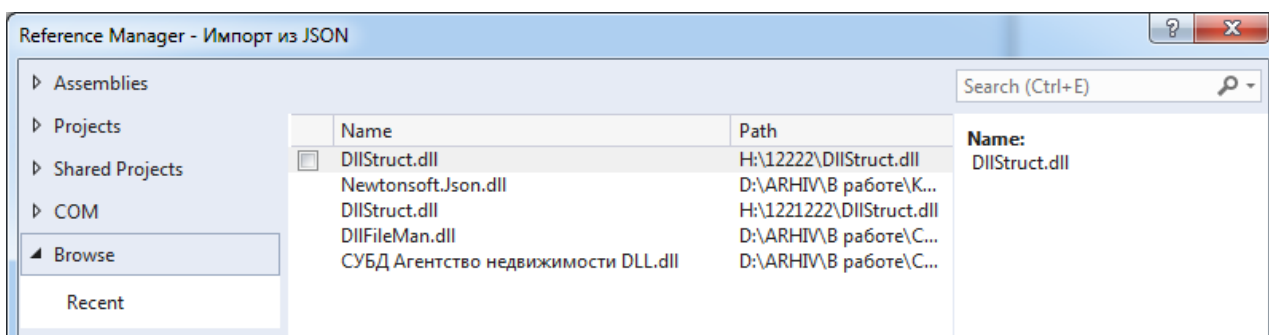 Reference Manager - Импорт из JSON
Assemblies
Projects
Shared Projects
COM
Browse
Recent
Search (Ctrl+E)
Name Path
DllStruct.dll H:\12222\DllStruct.dll
Newtonsoft.Json.dll D:\ARHIV\В работе\K...
DllStruct.dll H:\1221222\DllStruct.dll
DllFileMan.dll D:\ARHIV\В работе\C...
СУБД Агентство недвижимости DLL.dll D:\ARHIV\В работе\C...
Name:
DllStruct.dll